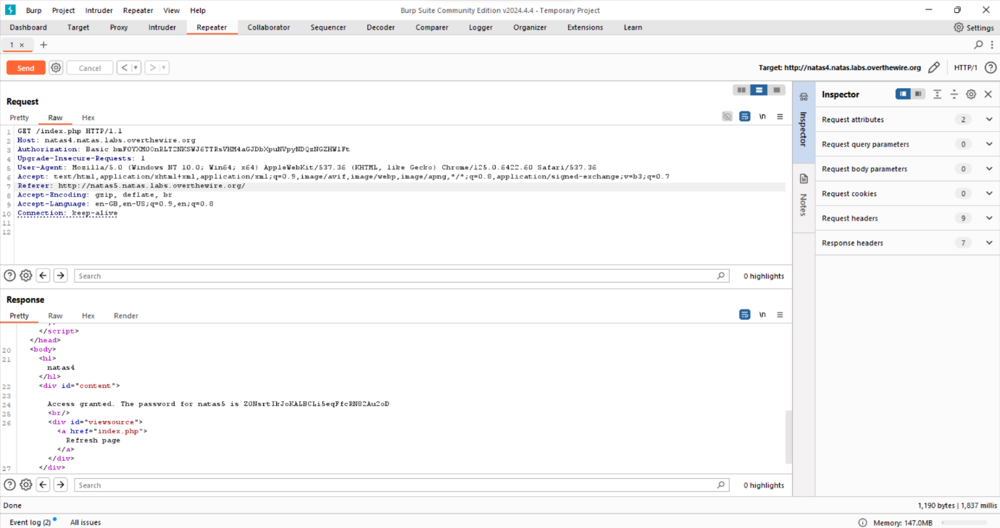 Burp Project Intruder Repeater View Help
Burp Suite Community Edition v2024.4.4 - Temporary Project
Dashboard Target Proxy Intruder Repeater Collaborator Sequencer Decoder Comparer Logger Organizer Extensions Learn
Settings
1 × +
Send Cancel < >
Target: http://natas4.natas.labs.overthewire.org HTTP/1 ?
Request
Pretty Raw Hex
\n
1 GET /index.php HTTP/1.1
2 Host: natas4.natas.labs.overthewire.org
3 Authorization: Basic
4 Upgrade-Insecure-Requests: 1
5 User-Agent: Mozilla/5.0 (Windows NT 10.0; Win64; x64) AppleWebKit/537.36 (KHTML, like Gecko) Chrome/125.0.6422.60 Safari/537.36
6 Accept: text/html,application/xhtml+xml,application/xml;q=0.9,image/avif,image/webp,image/apng,*/*;q=0.8,application/signed-exchange;v=b3;q=0.7
7 Referer: http://natas5.natas.labs.overthewire.org/
8 Accept-Encoding: gzip, deflate, br
9 Accept-Language: en-GB,en-US;q=0.9,en;q=0.8
10 Connection: keep-alive
11
12
? Search 0 highlights
Response
Pretty Raw Hex Render
\n
</script>
</head>
20 <body>
21 <h1>
natas4
</h1>
22 <div id="content">
23
24 Access granted. The password for natas5 is
25 <br/>
26 <div id="viewsource">
<a href="index.php">
Refresh page
</a>
</div>
27 </div>
? Search 0 highlights
Inspector
Notes
Inspector
Request attributes 2
Request query parameters 0
Request body parameters 0
Request cookies 0
Request headers 9
Response headers 7
Done
1,190 bytes | 1,837 millis
Event log (2) All issues
Memory: 147.0MB